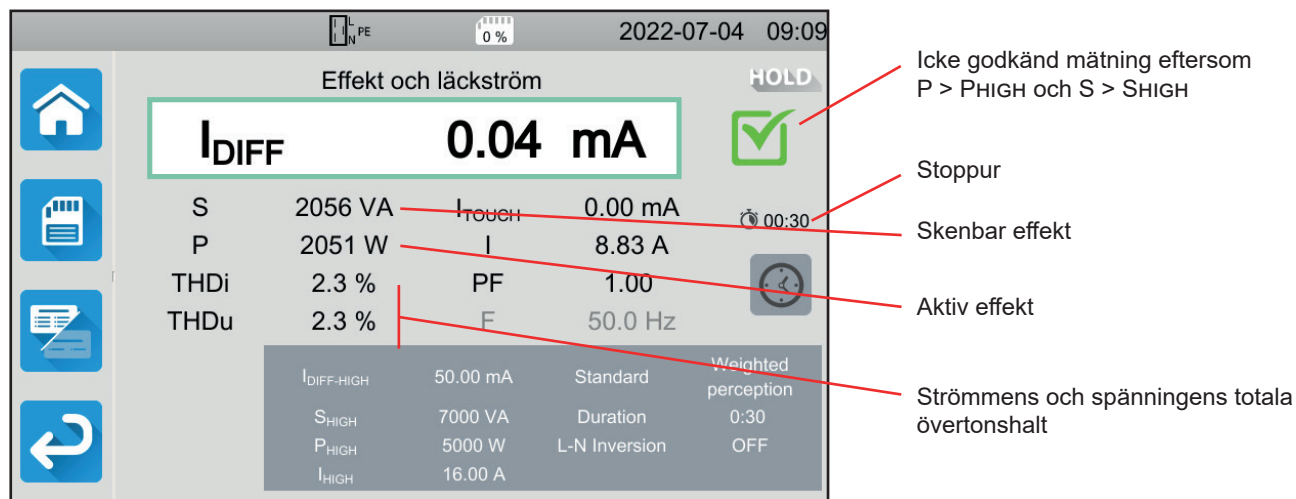 L
N PE
0 %
2022-07-04 09:09
Effekt och läckström
HOLD
IDIFF 0.04 mA
S 2056 VA ITOUCH 0.00 mA
00:30
P 2051 W I 8.83 A
THDi 2.3 % PF 1.00
THDu 2.3 % F 50.0 Hz
IDIFF-HIGH 50.00 mA Standard Weighted perception
SHIGH 7000 VA Duration 0:30
PHIGH 5000 W L-N Inversion OFF
IHIGH 16.00 A
Icke godkänd mätning eftersom
P > PHIGH och S > SHIGH
Stoppur
Skenbar effekt
Aktiv effekt
Strömmens och spänningens totala
övertonshalt